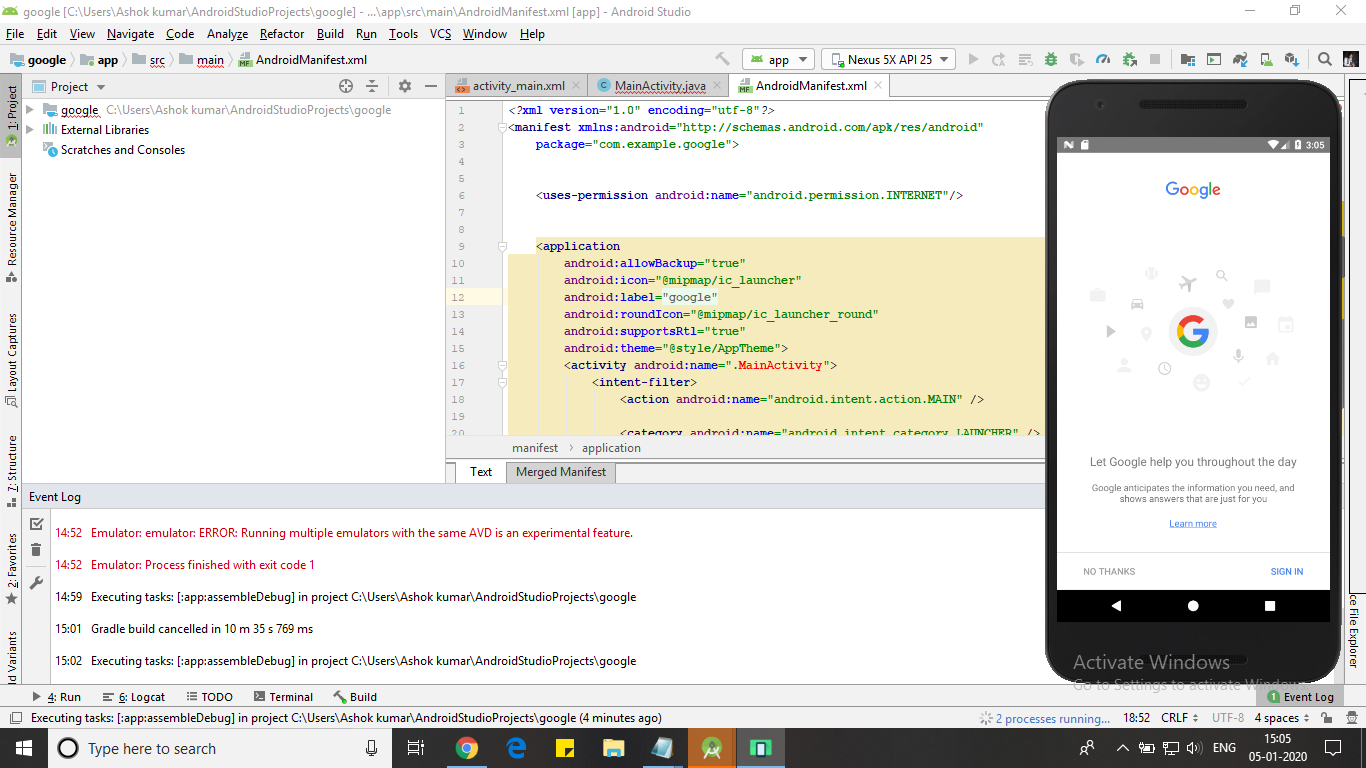 google [C:\Users\Ashok kumar\AndroidStudioProjects\google] - ...\app\src\main\AndroidManifest.xml [app] - Android Studio
File Edit View Navigate Code Analyze Refactor Build Run Tools VCS Window Help
google app src main AndroidManifest.xml
app
Nexus 5X API 25
Project
activity_main.xml
MainActivity.java
AndroidManifest.xml
google C:\Users\Ashok kumar\AndroidStudioProjects\google
External Libraries
Scratches and Consoles
1: Project
Resource Manager
Layout Captures
7: Structure
2: Favorites
ld Variants
1 <?xml version="1.0" encoding="utf-8"?>
2 <manifest xmlns:android="http://schemas.android.com/apk/res/android"
3 package="com.example.google">
4
5
6 <uses-permission android:name="android.permission.INTERNET"/>
7
8
9 <application
10 android:allowBackup="true"
11 android:icon="@mipmap/ic_launcher"
12 android:label="google"
13 android:roundIcon="@mipmap/ic_launcher_round"
14 android:supportsRtl="true"
15 android:theme="@style/AppTheme">
16 <activity android:name=".MainActivity">
17 <intent-filter>
18 <action android:name="android.intent.action.MAIN" />
19
20 <category android:name="android.intent.category.LAUNCHER" />
manifest application
Text Merged Manifest
3:05
Google
G
Let Google help you throughout the day
Google anticipates the information you need, and
shows answers that are just for you
Learn more
NO THANKS SIGN IN
ce File Explorer
Event Log
14:52 Emulator: emulator: ERROR: Running multiple emulators with the same AVD is an experimental feature.
14:52 Emulator: Process finished with exit code 1
14:59 Executing tasks: [:app:assembleDebug] in project C:\Users\Ashok kumar\AndroidStudioProjects\google
15:01 Gradle build cancelled in 10 m 35 s 769 ms
15:02 Executing tasks: [:app:assembleDebug] in project C:\Users\Ashok kumar\AndroidStudioProjects\google
Activate Windows
Go to Settings to activate Windows.
4: Run 6: Logcat TODO Terminal Build
1 Event Log
Executing tasks: [:app:assembleDebug] in project C:\Users\Ashok kumar\AndroidStudioProjects\google (4 minutes ago)
2 processes running... 18:52 CRLF UTF-8 4 spaces
Type here to search
ENG
15:05
05-01-2020